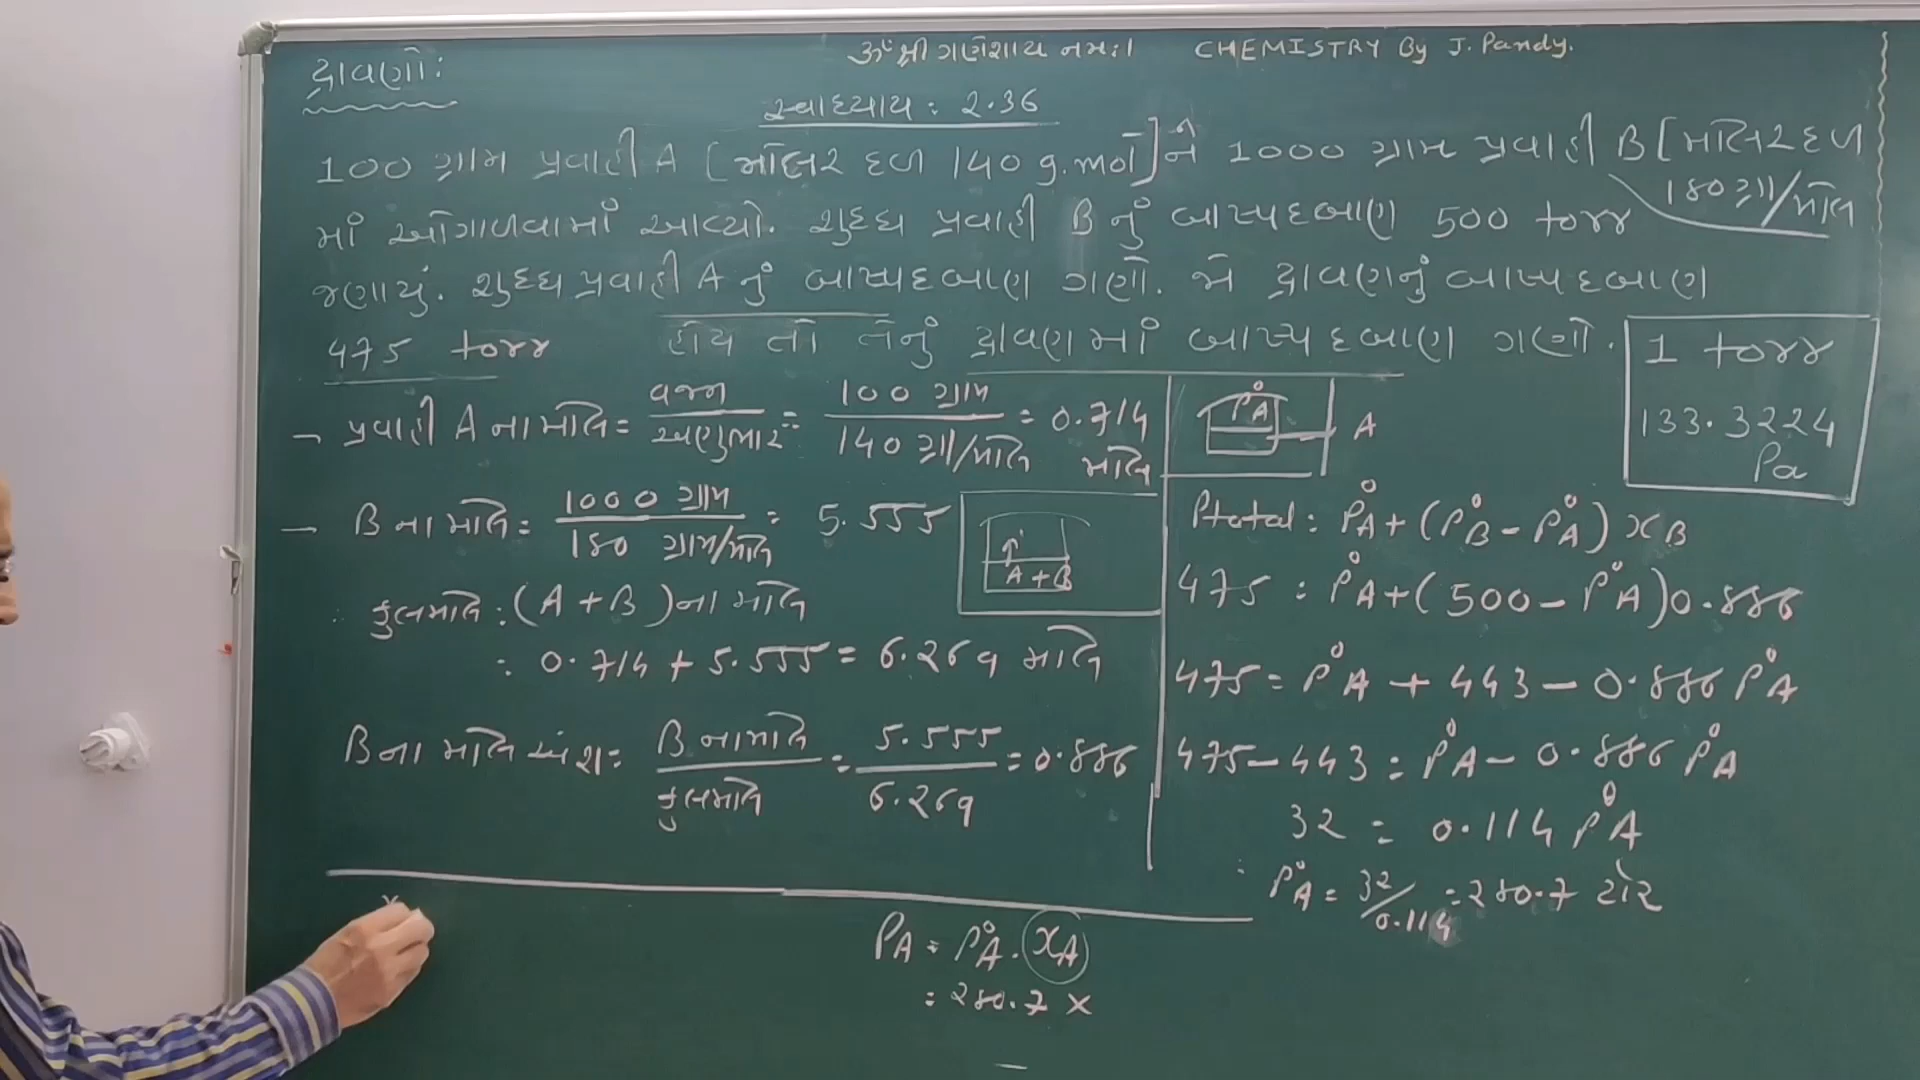 ૐ શ્રી ગણેશાય નમઃ। CHEMISTRY By J. Pandy.
દ્રાવણો:
સ્વાધ્યાય : 2.36
100 ગ્રામ પ્રવાહી A [મોલર દળ 140 g.mol⁻]ને 1000 ગ્રામ પ્રવાહી B [મોલર દળ
180 ગ્રા/મોલ
માં ઓગાળવામાં આવ્યો. શુદ્ધ પ્રવાહી B નું બાષ્પદબાણ 500 torr
જણાયું. શુદ્ધ પ્રવાહી A નું બાષ્પદબાણ ગણો. જો દ્રાવણનું બાષ્પદબાણ
475 torr હોય તો તેનું દ્રાવણમાં બાષ્પદબાણ ગણો.
1 torr
133.3224
Pa
→ પ્રવાહી A ના મોલ = વજન / અણુભાર = 100 ગ્રામ / 140 ગ્રા/મોલ = 0.714 મોલ
→ B ના મોલ = 1000 ગ્રામ / 180 ગ્રામ/મોલ = 5.555
A + B
∴ કુલમોલ : (A + B) ના મોલ
: 0.714 + 5.555 = 6.269 મોલ
B ના મોલ અંશ = B ના મોલ / કુલમોલ = 5.555 / 6.269 = 0.886
P°A
A
Ptotal : P°A + (P°B - P°A) xB
475 : P°A + (500 - P°A) 0.886
475 = P°A + 443 - 0.886 P°A
475 - 443 = P°A - 0.886 P°A
32 = 0.114 P°A
∴ P°A = 32/0.114 = 280.7 ટોર
PA = P°A . xA
= 280.7 x
x